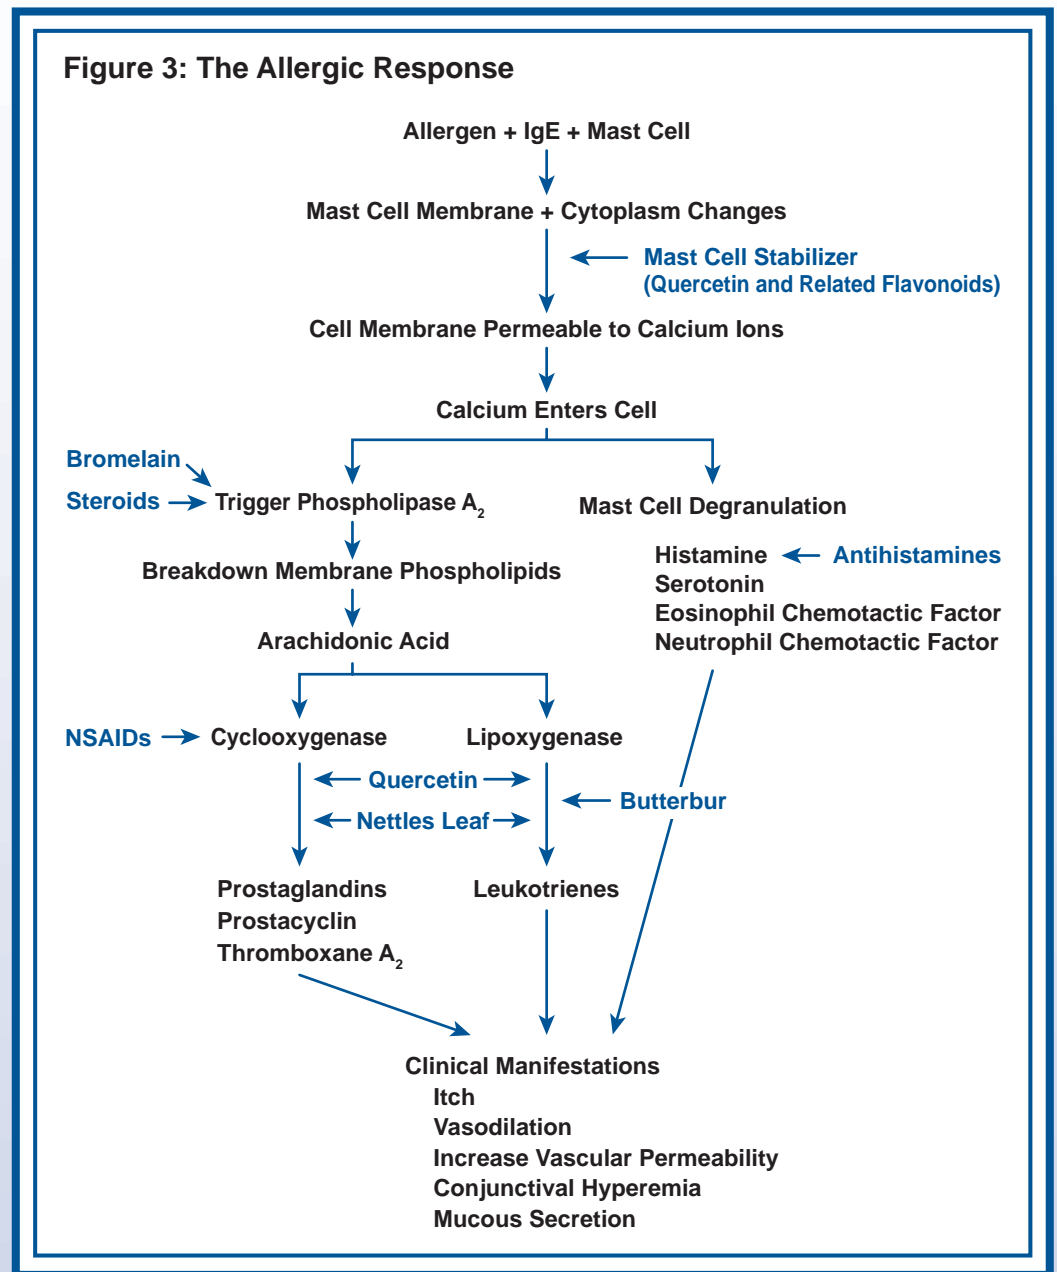 Figure 3: The Allergic Response
Allergen + IgE + Mast Cell
Mast Cell Membrane + Cytoplasm Changes
Mast Cell Stabilizer
(Quercetin and Related Flavonoids)
Cell Membrane Permeable to Calcium Ions
Calcium Enters Cell
Bromelain
Steroids
Trigger Phospholipase A₂
Mast Cell Degranulation
Histamine
Antihistamines
Serotonin
Eosinophil Chemotactic Factor
Neutrophil Chemotactic Factor
Breakdown Membrane Phospholipids
Arachidonic Acid
NSAIDs
Cyclooxygenase
Lipoxygenase
Quercetin
Butterbur
Nettles Leaf
Prostaglandins
Prostacyclin
Thromboxane A₂
Leukotrienes
Clinical Manifestations
Itch
Vasodilation
Increase Vascular Permeability
Conjunctival Hyperemia
Mucous Secretion